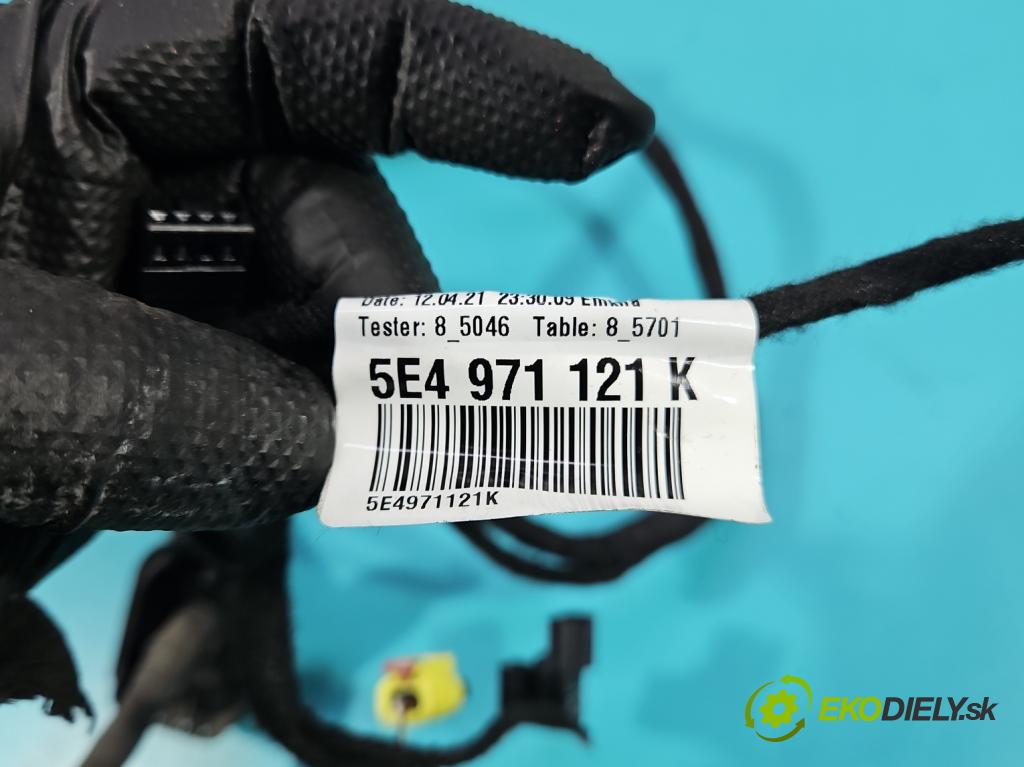 Date: 12.04.21 23:30:09
Tester: 8_5046 Table: 8_5701
5E4 971 121 K
5E4971121K
EKODIELY.sk